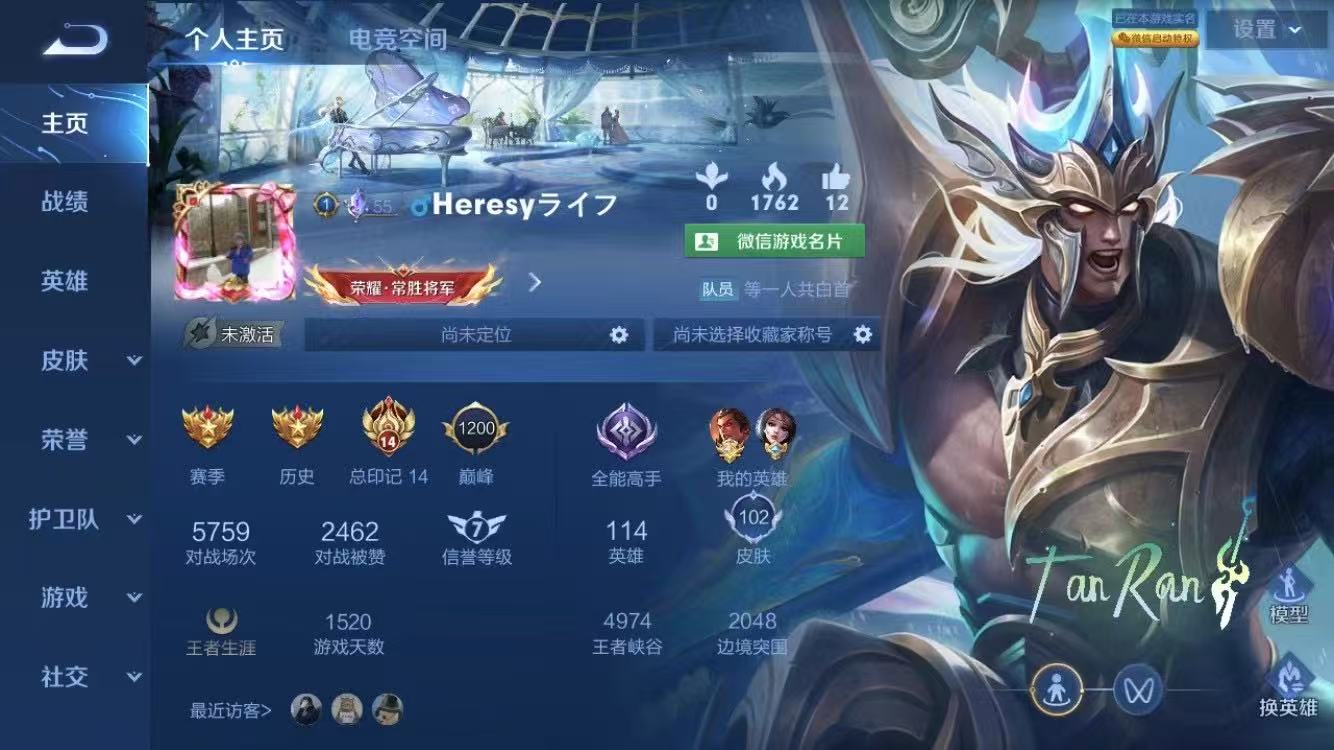 个人主页
电竞空间
已在本游戏实名
微信启动特权
设置
主页
战绩
英雄
皮肤
荣誉
护卫队
游戏
社交
1
55
Heresyライフ
0
1762
12
微信游戏名片
荣耀·常胜将军
队员 等一人共白首
未激活
尚未定位
尚未选择收藏家称号
14
1200
赛季
历史
总印记 14
巅峰
全能高手
我的英雄
5759
对战场次
2462
对战被赞
7
信誉等级
114
英雄
102
皮肤
王者生涯
1520
游戏天数
4974
王者峡谷
2048
边境突围
最近访客>
TanRan
模型
换英雄